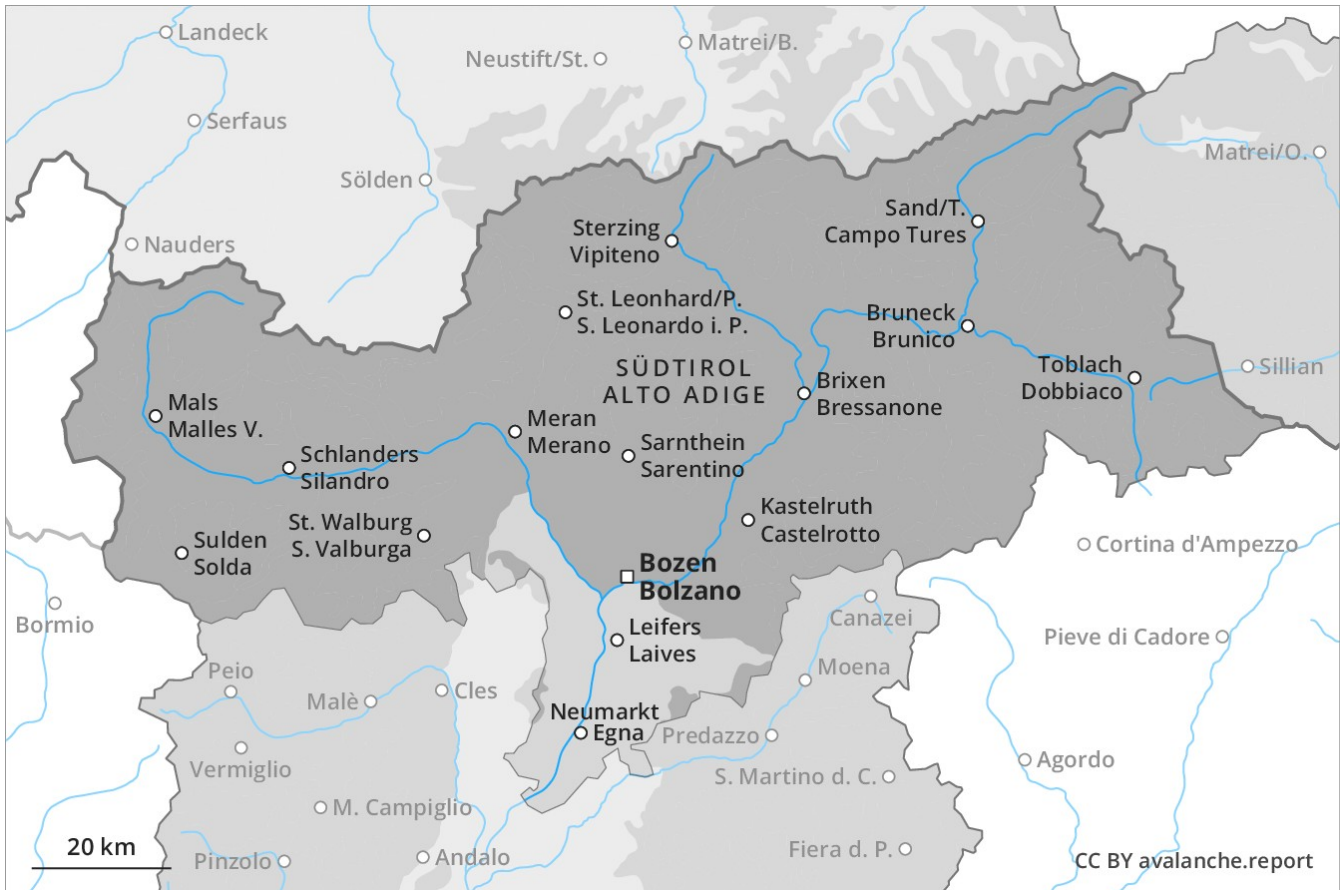 Landeck
Neustift/St.
Matrei/B.
Serfaus
Matrei/O.
Sölden
Nauders
Sand/T.
Campo Tures
Sterzing
Vipiteno
St. Leonhard/P.
S. Leonardo i. P.
Bruneck
Brunico
SÜDTIROL
ALTO ADIGE
Toblach
Dobbiaco
Sillian
Brixen
Bressanone
Mals
Malles V.
Meran
Merano
Sarnthein
Sarentino
Schlanders
Silandro
Kastelruth
Castelrotto
St. Walburg
S. Valburga
Sulden
Solda
Cortina d'Ampezzo
Bozen
Bolzano
Bormio
Canazei
Leifers
Laives
Pieve di Cadore
Peio
Moena
Malè
Cles
Neumarkt
Egna
Predazzo
Vermiglio
Agordo
S. Martino d. C.
M. Campiglio
20 km
Pinzolo
Andalo
Fiera d. P.
CC BY avalanche.report